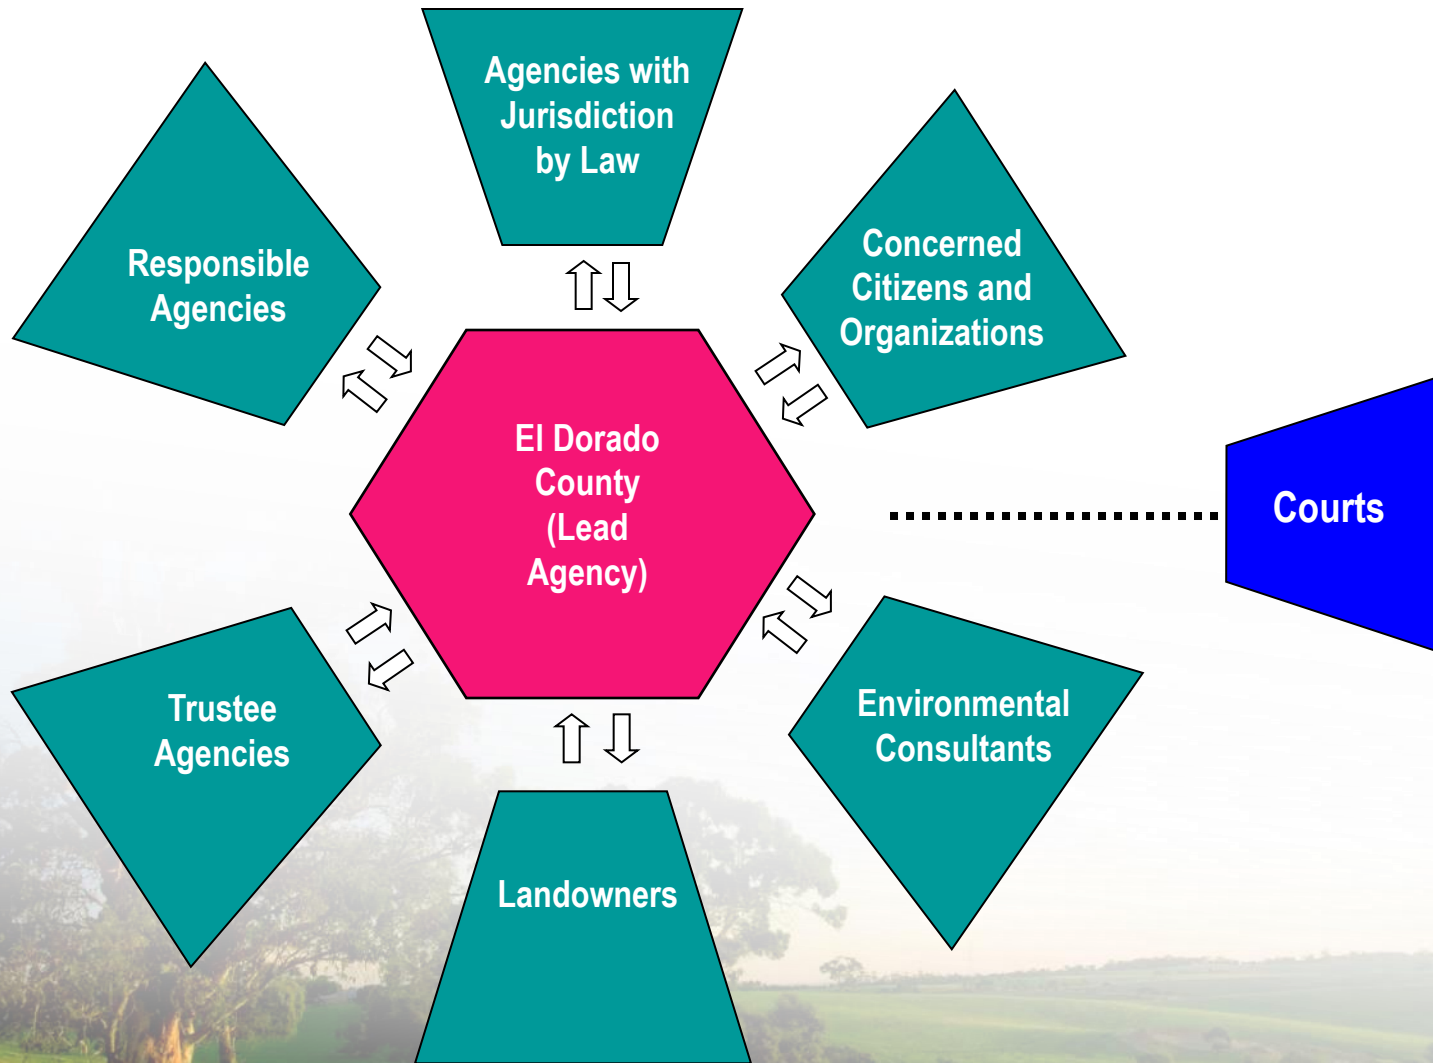 Agencies with
Jurisdiction
by Law
Responsible
Agencies
Concerned
Citizens and
Organizations
El Dorado
County
(Lead
Agency)
Courts
Trustee
Agencies
Environmental
Consultants
Landowners